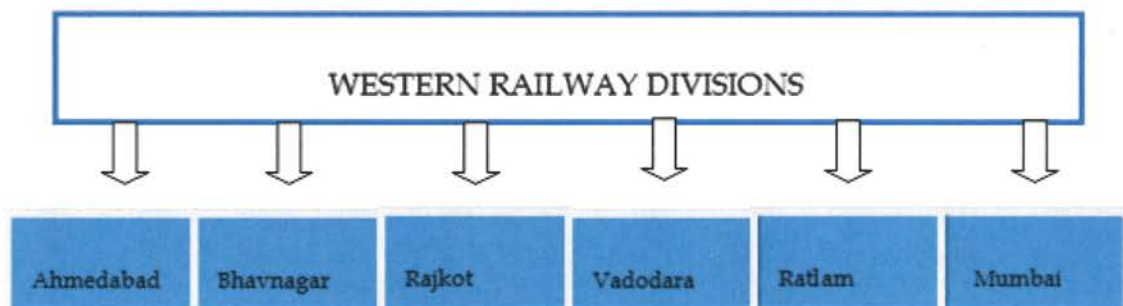 WESTERN RAILWAY DIVISIONS
Ahmedabad Bhavnagar Rajkot Vadodara Ratlam Mumbai